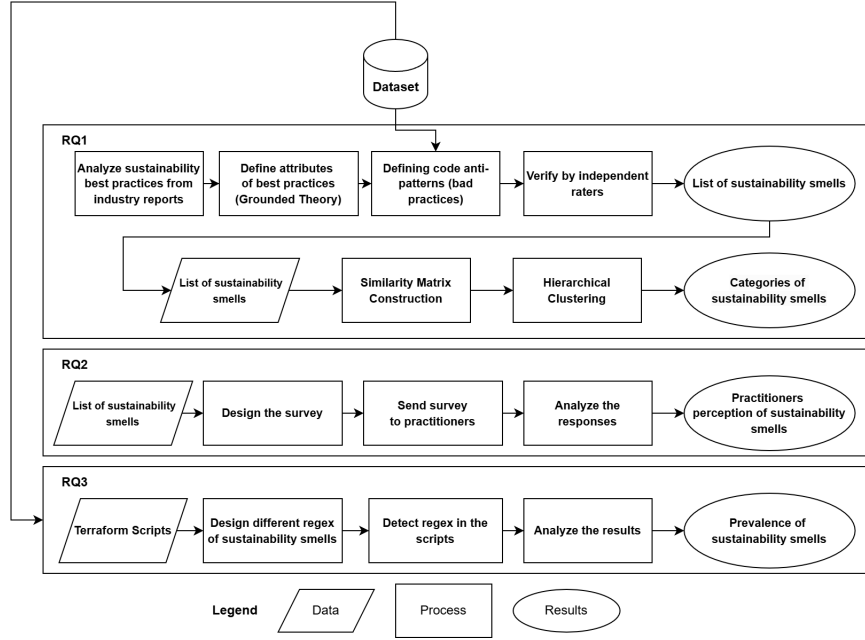 Dataset
RQ1
Analyze sustainability
best practices from
industry reports
Define attributes
of best practices
(Grounded Theory)
Defining code anti-
patterns (bad
practices)
Verify by independent
raters
List of sustainability smells
List of sustainability
smells
Similarity Matrix
Construction
Hierarchical
Clustering
Categories of
sustainability smells
RQ2
List of sustainability
smells
Design the survey
Send survey
to practitioners
Analyze the
responses
Practitioners
perception of sustainability
smells
RQ3
Terraform Scripts
Design different regex
of sustainability smells
Detect regex in the
scripts
Analyze the results
Prevalence of
sustainability smells
Legend
Data
Process
Results